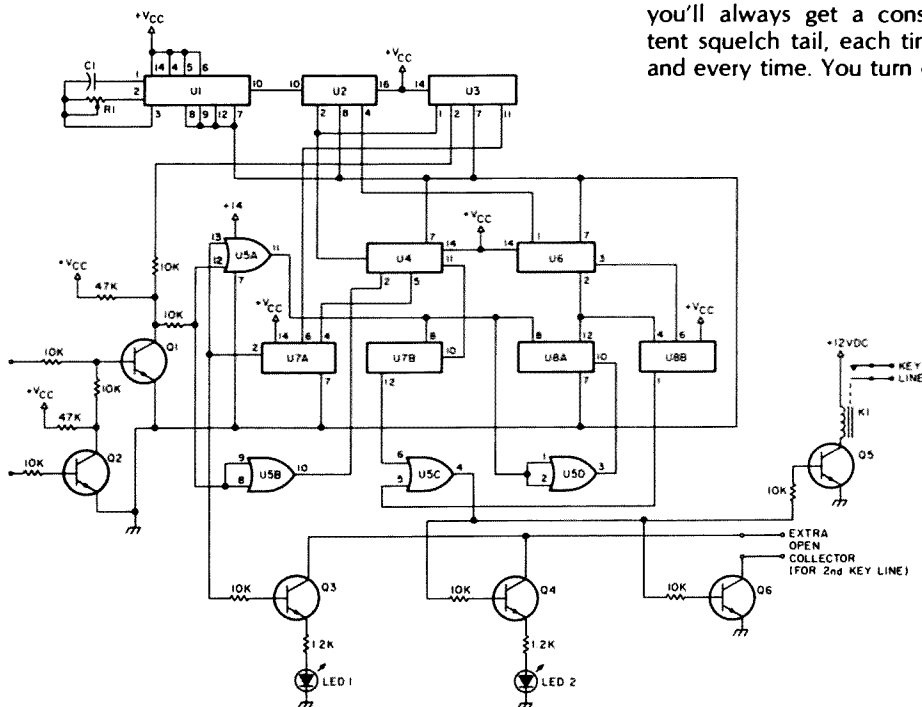 you'll always get a cons
tent squelch tail, each tim
and every time. You turn o
+VCC
14 4 5 6
C1
1
2
R1
3
U1
10
8 9 12 7
10
U2
16
2 8 4
+VCC
14
U3
1 2 7 11
+14
13
12
U5A
11
7
10K
+VCC
47K
10K
Q1
10K
10K
+VCC
47K
10K
Q2
U4
7
14
11
2 5
+VCC
14
U6
1
7
3
2
+VCC
14 6 4
2
U7A
7
8
U7B
10
12
8 12
U8A
10
7
4 6
+VCC
U8B
1
9
8
U5B
10
6
5
U5C
4
1
2
U5D
3
+12VDC
KEY
LINE
K1
Q5
10K
EXTRA
OPEN
COLLECTOR
(FOR 2nd KEY LINE)
10K
Q3
1.2K
LED 1
10K
Q4
1.2K
LED 2
10K
Q6